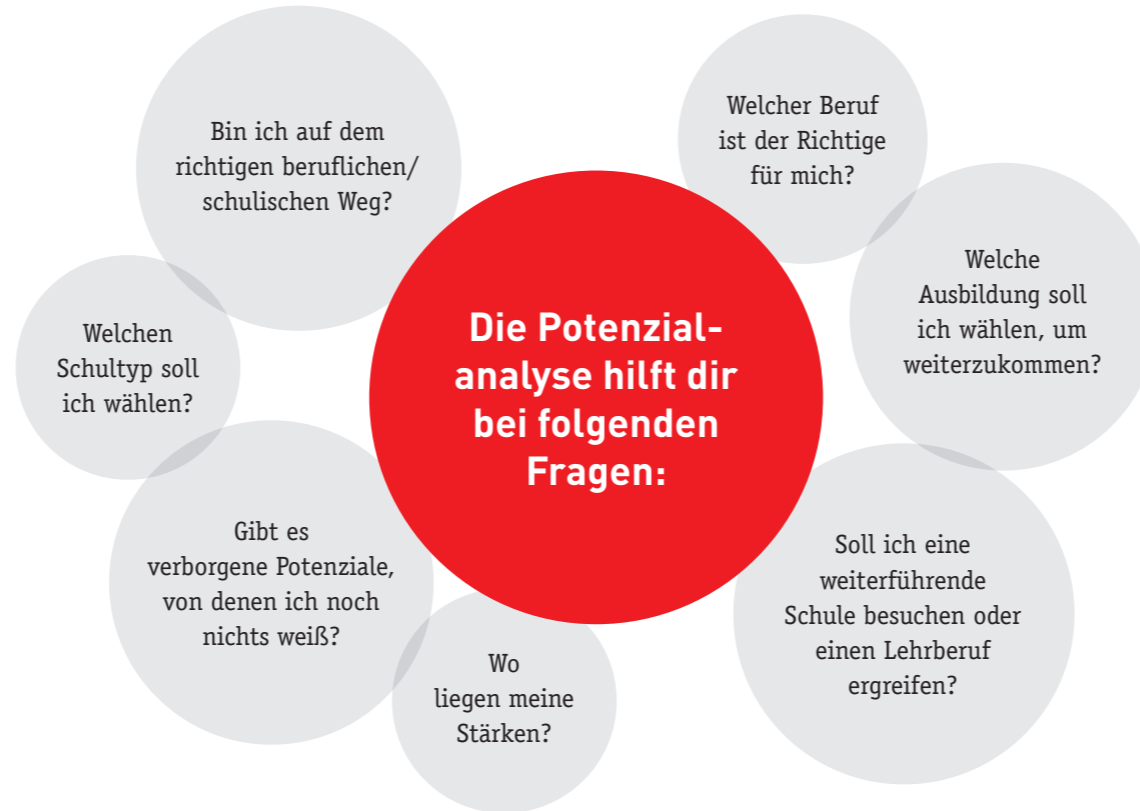 Die Potenzial-
analyse hilft dir
bei folgenden
Fragen:
Bin ich auf dem
richtigen beruflichen/
schulischen Weg?
Welcher Beruf
ist der Richtige
für mich?
Welche
Ausbildung soll
ich wählen, um
weiterzukommen?
Welchen
Schultyp soll
ich wählen?
Gibt es
verborgene Potenziale,
von denen ich noch
nichts weiß?
Wo
liegen meine
Stärken?
Soll ich eine
weiterführende
Schule besuchen oder
einen Lehrberuf
ergreifen?